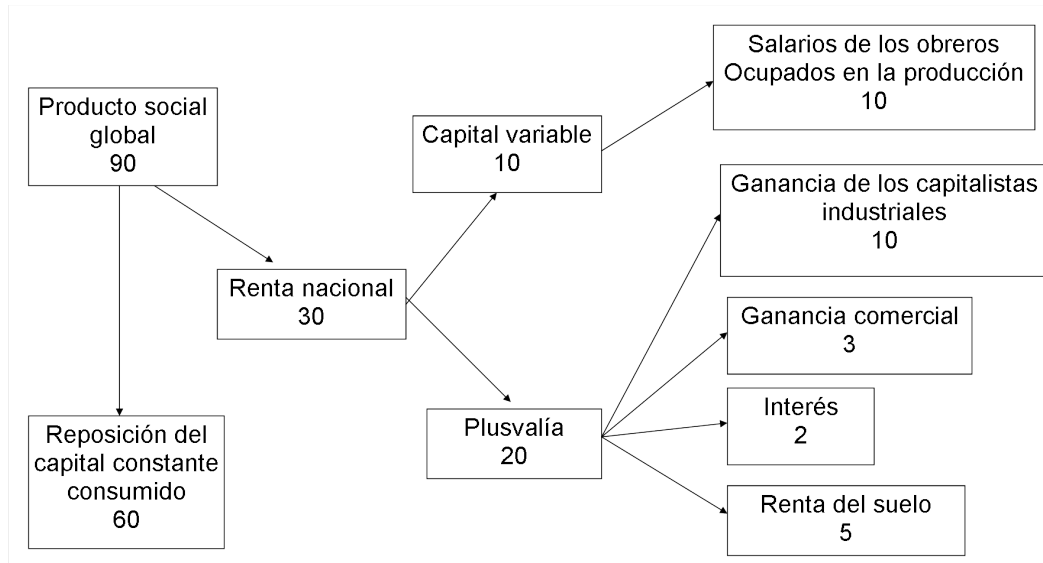 Producto social
global
90
Reposición del
capital constante
consumido
60
Renta nacional
30
Capital variable
10
Plusvalía
20
Salarios de los obreros
Ocupados en la producción
10
Ganancia de los capitalistas
industriales
10
Ganancia comercial
3
Interés
2
Renta del suelo
5